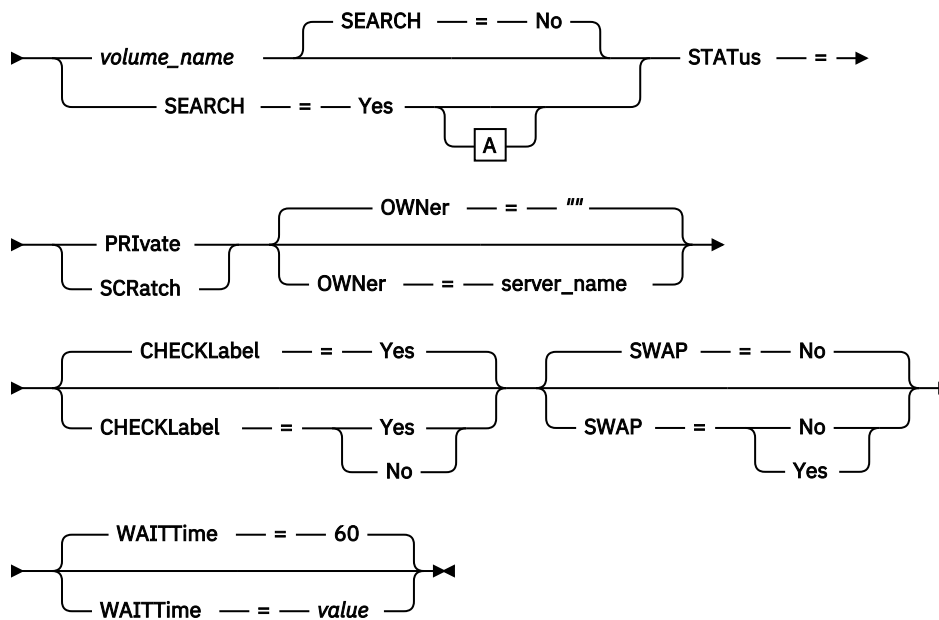 SEARCH = No
volume_name STATus =
SEARCH = Yes
A
OWNer = ""
PRIvate
SCRatch OWNer = server_name
CHECKLabel = Yes SWAP = No
CHECKLabel = Yes SWAP = No
No Yes
WAITTime = 60
WAITTime = value